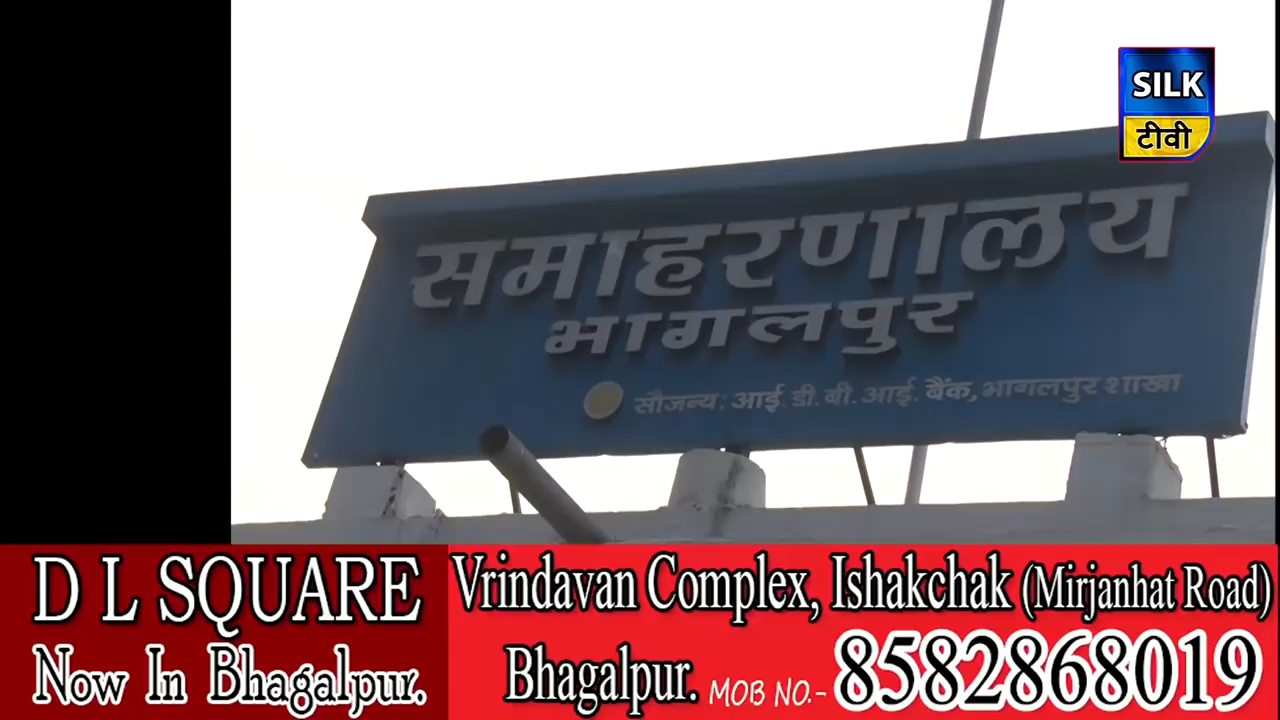 SILK
टीवी
समाहरणालय
भागलपुर
सौजन्य: आई. डी. बी. आई. बैंक, भागलपुर शाखा
D L SQUARE
Now In Bhagalpur.
Vrindavan Complex, Ishakchak (Mirjanhat Road)
Bhagalpur. MOB NO.- 8582868019